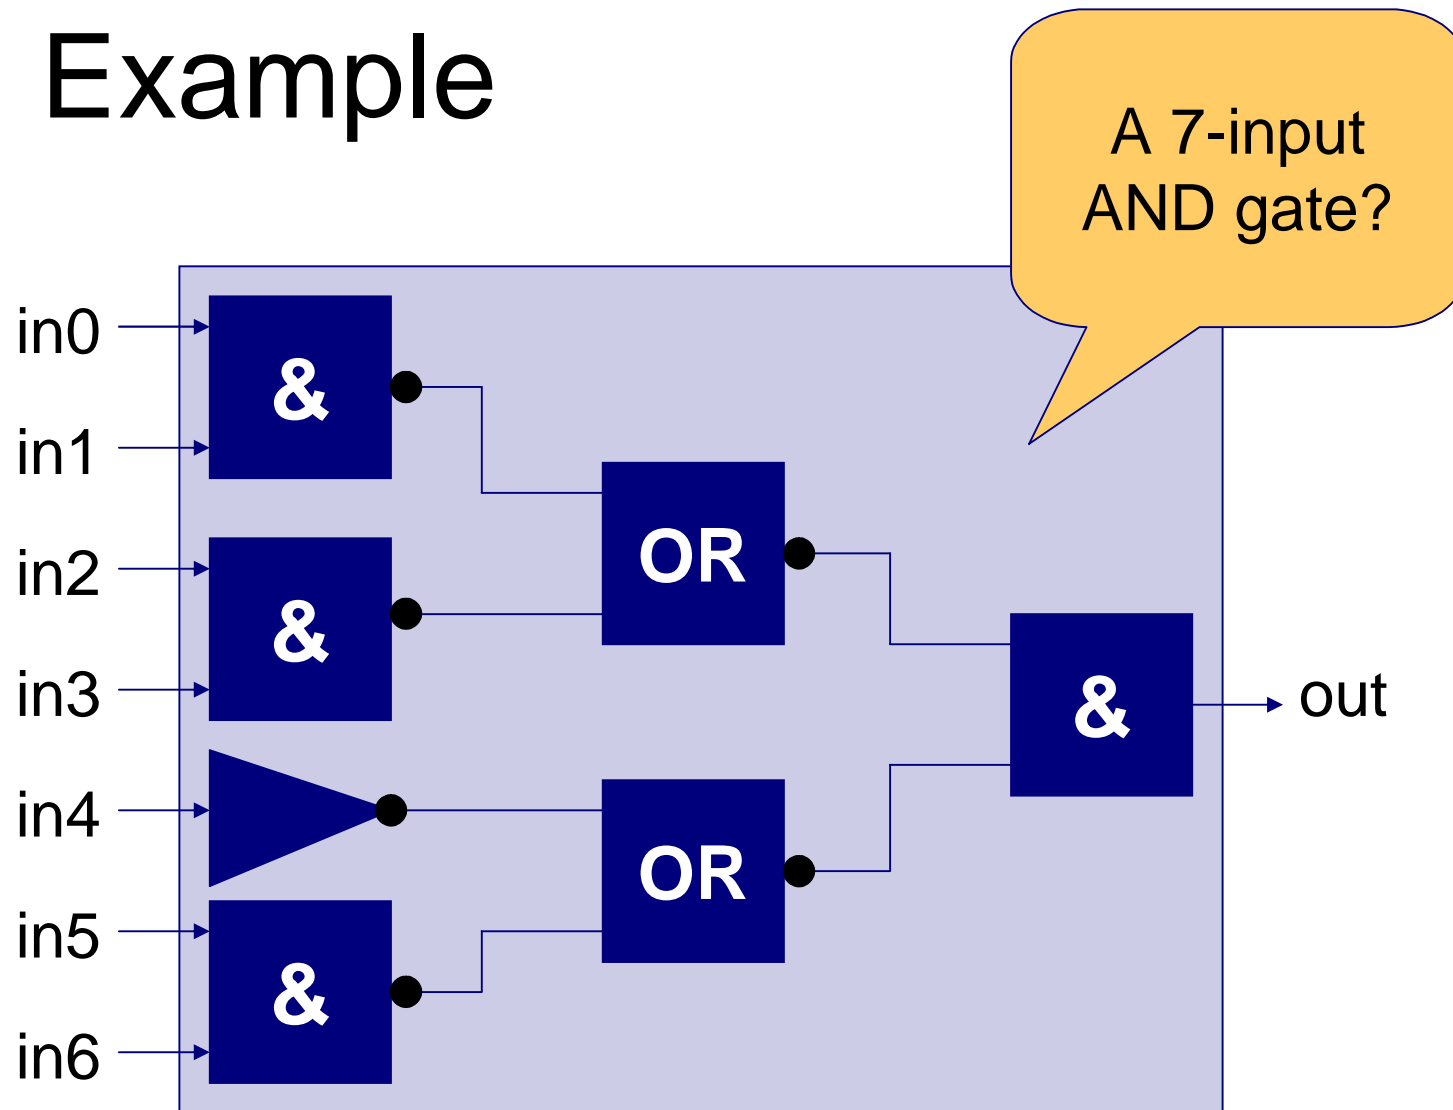 Example
A 7-input
AND gate?
in0
&
in1
OR
in2
&
in3
&
out
in4
OR
in5
&
in6